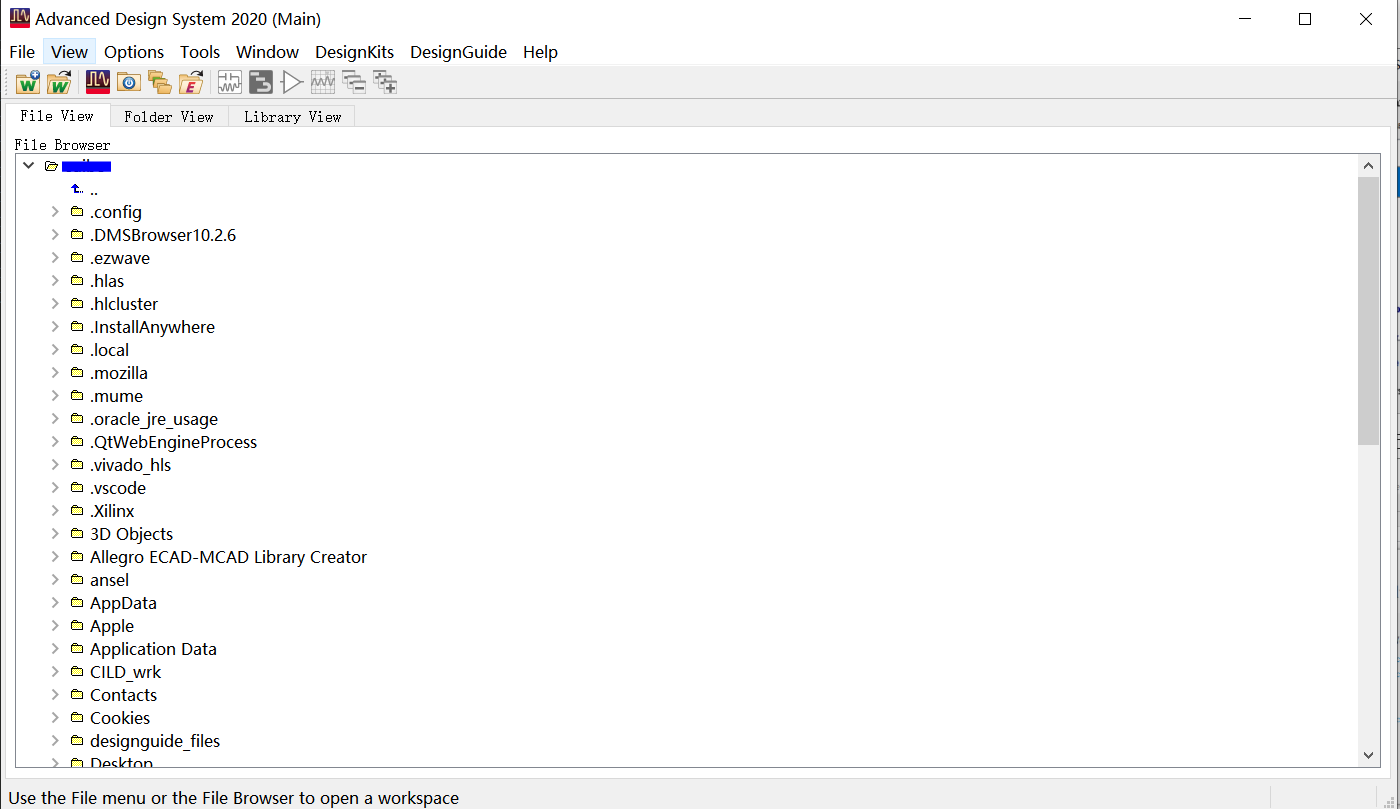 Advanced Design System 2020 (Main)
File View Options Tools Window DesignKits DesignGuide Help
File View Folder View Library View
File Browser
..
.config
.DMSBrowser10.2.6
.ezwave
.hlas
.hlcluster
.InstallAnywhere
.local
.mozilla
.mume
.oracle_jre_usage
.QtWebEngineProcess
.vivado_hls
.vscode
.Xilinx
3D Objects
Allegro ECAD-MCAD Library Creator
ansel
AppData
Apple
Application Data
CILD_wrk
Contacts
Cookies
designguide_files
Desktop
Use the File menu or the File Browser to open a workspace